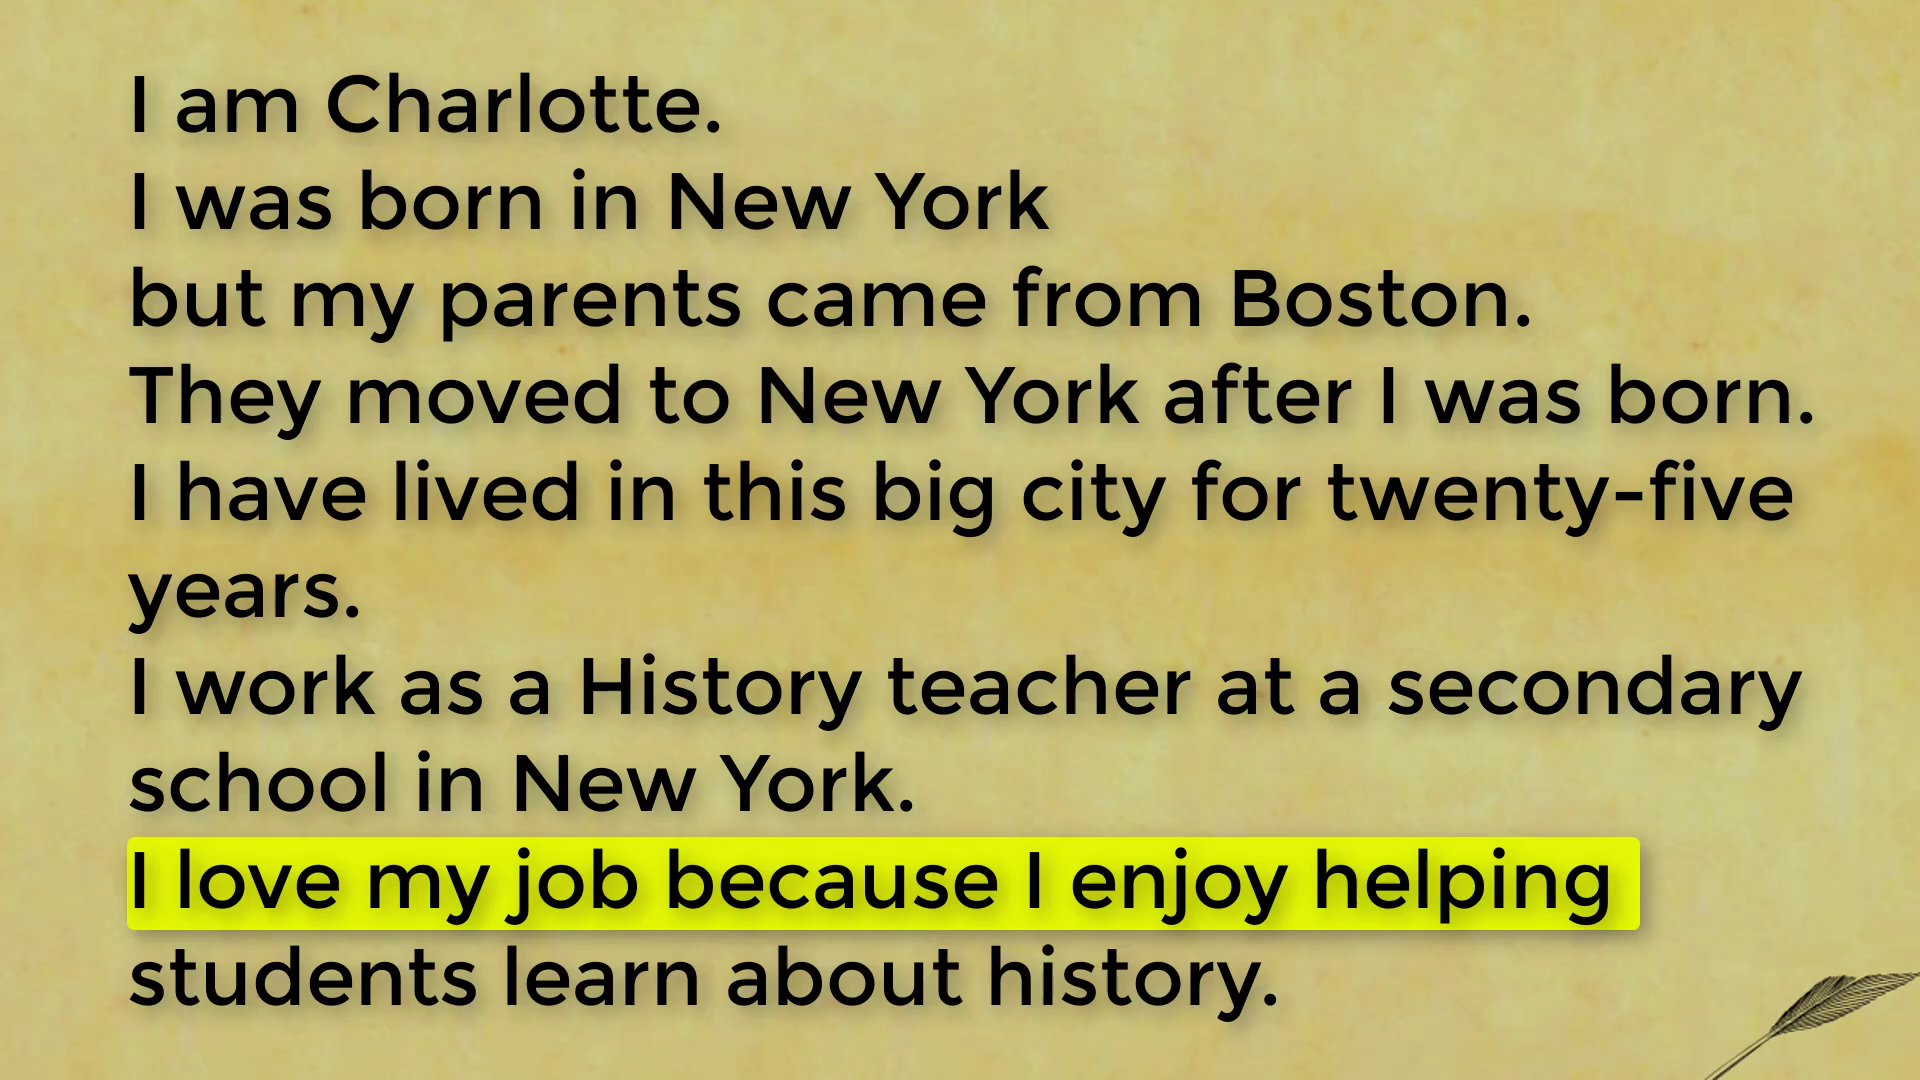 I am Charlotte.
I was born in New York
but my parents came from Boston.
They moved to New York after I was born.
I have lived in this big city for twenty-five
years.
I work as a History teacher at a secondary
school in New York.
I love my job because I enjoy helping
students learn about history.